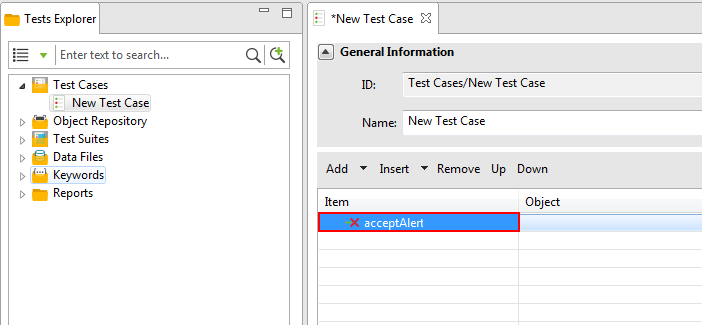 Tests Explorer
Enter text to search...
Test Cases
New Test Case
Object Repository
Test Suites
Data Files
Keywords
Reports
*New Test Case
General Information
ID: Test Cases/New Test Case
Name: New Test Case
Add Insert Remove Up Down
Item Object
acceptAlert